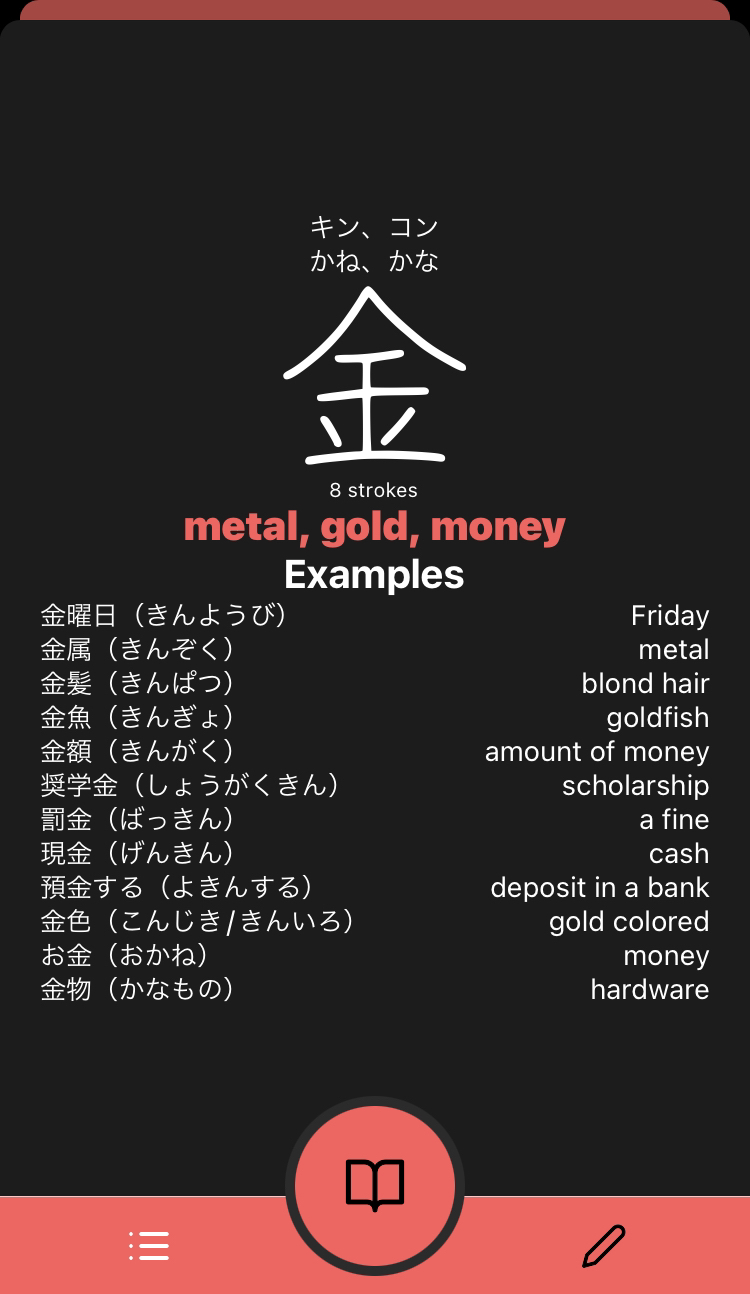 キン、コン
かね、かな
金
8 strokes
metal, gold, money
Examples
金曜日（きんようび） Friday
金属（きんぞく） metal
金髪（きんぱつ） blond hair
金魚（きんぎょ） goldfish
金額（きんがく） amount of money
奨学金（しょうがくきん） scholarship
罰金（ばっきん） a fine
現金（げんきん） cash
預金する（よきんする） deposit in a bank
金色（こんじき/きんいろ） gold colored
お金（おかね） money
金物（かなもの） hardware